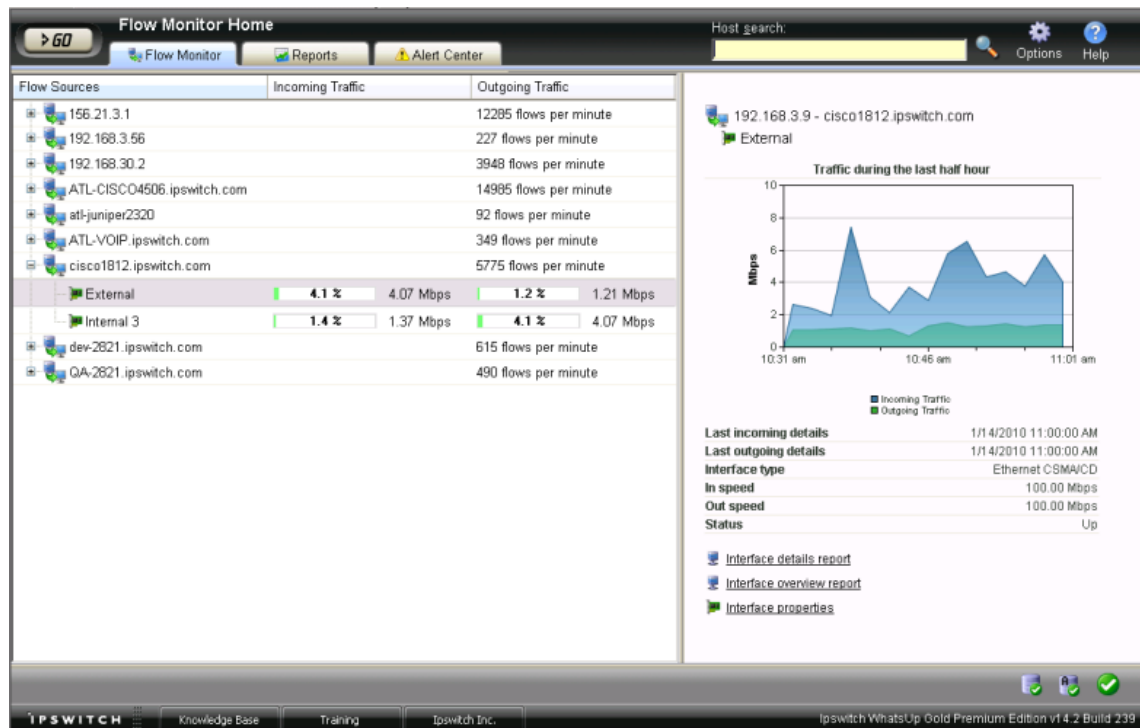 GO
Flow Monitor Home
Host search:
Flow Monitor
Reports
Alert Center
Options
Help
Flow Sources Incoming Traffic Outgoing Traffic
156.21.3.1 12285 flows per minute
192.168.3.56 227 flows per minute
192.168.30.2 3948 flows per minute
ATL-CISCO4506.ipswitch.com 14985 flows per minute
atl-juniper2320 92 flows per minute
ATL-VOIP.ipswitch.com 349 flows per minute
cisco1812.ipswitch.com 5775 flows per minute
External 4.1 % 4.07 Mbps 1.2 % 1.21 Mbps
Internal 3 1.4 % 1.37 Mbps 4.1 % 4.07 Mbps
dev-2821.ipswitch.com 615 flows per minute
QA-2821.ipswitch.com 490 flows per minute
192.168.3.9 - cisco1812.ipswitch.com
External
Traffic during the last half hour
10
8
6
4
2
0
Mbps
10:31 am 10:46 am 11:01 am
Incoming Traffic
Outgoing Traffic
Last incoming details 1/14/2010 11:00:00 AM
Last outgoing details 1/14/2010 11:00:00 AM
Interface type Ethernet CSMA/CD
In speed 100.00 Mbps
Out speed 100.00 Mbps
Status Up
Interface details report
Interface overview report
Interface properties
IPSWITCH Knowledge Base Training Ipswitch Inc. Ipswitch WhatsUp Gold Premium Edition v14.2 Build 239